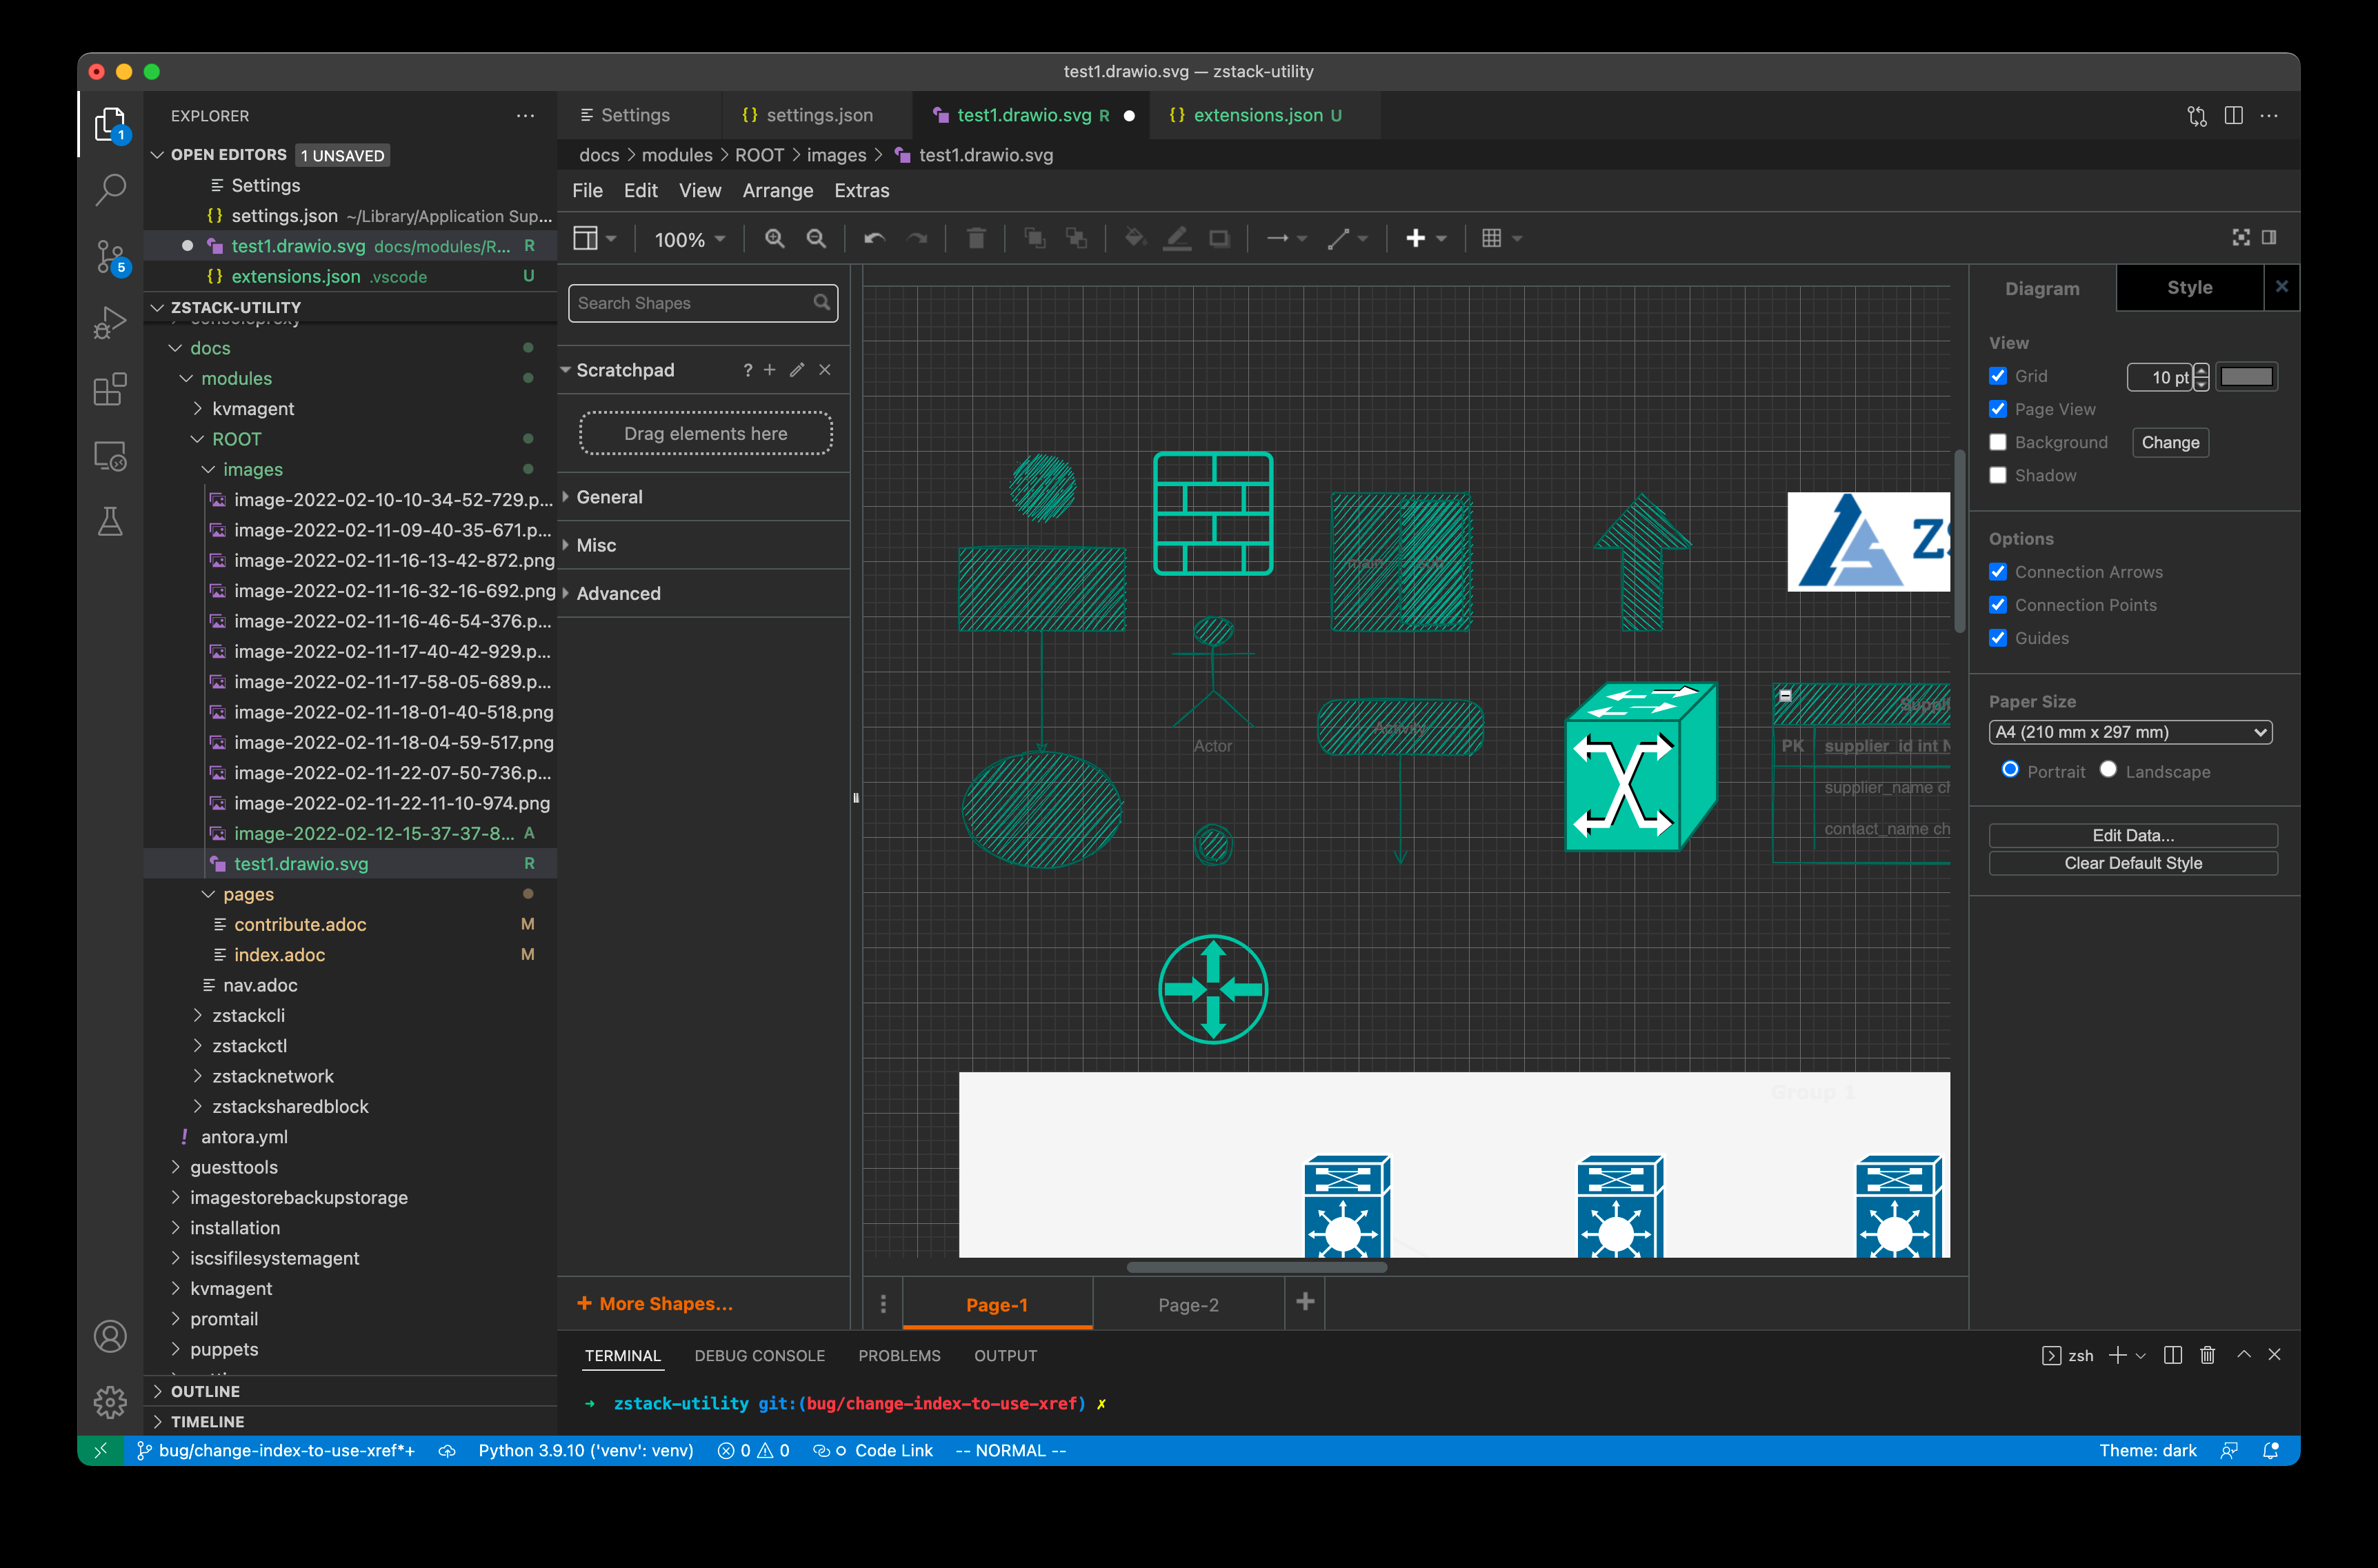 test1.drawio.svg — zstack-utility
EXPLORER
OPEN EDITORS 1 UNSAVED
Settings
settings.json ~/Library/Application Sup...
test1.drawio.svg docs/modules/R... R
extensions.json .vscode U
ZSTACK-UTILITY
consoleproxy
docs
modules
kvmagent
ROOT
images
image-2022-02-10-10-34-52-729.p...
image-2022-02-11-09-40-35-671.p...
image-2022-02-11-16-13-42-872.png
image-2022-02-11-16-32-16-692.png
image-2022-02-11-16-46-54-376.p...
image-2022-02-11-17-40-42-929.p...
image-2022-02-11-17-58-05-689.p...
image-2022-02-11-18-01-40-518.png
image-2022-02-11-18-04-59-517.png
image-2022-02-11-22-07-50-736.p...
image-2022-02-11-22-11-10-974.png
image-2022-02-12-15-37-37-8... A
test1.drawio.svg R
pages
contribute.adoc M
index.adoc M
nav.adoc
zstackcli
zstackctl
zstacknetwork
zstacksharedblock
! antora.yml
guesttools
imagestorebackupstorage
installation
iscsifilesystemagent
kvmagent
promtail
puppets
OUTLINE
TIMELINE
1
5
Settings
{} settings.json
test1.drawio.svg R
{} extensions.json U
docs > modules > ROOT > images > test1.drawio.svg
File Edit View Arrange Extras
100%
Search Shapes
Scratchpad ?
Drag elements here
General
Misc
Advanced
+ More Shapes...
main
sub
Actor
Activity
ZS
Suppli
PK supplier_id int N
supplier_name ch
contact_name ch
Group 1
Page-1
Page-2
Diagram
Style
View
Grid 10 pt
Page View
Background Change
Shadow
Options
Connection Arrows
Connection Points
Guides
Paper Size
A4 (210 mm x 297 mm)
Portrait Landscape
Edit Data...
Clear Default Style
TERMINAL DEBUG CONSOLE PROBLEMS OUTPUT
zsh
→ zstack-utility git:(bug/change-index-to-use-xref) ✗
bug/change-index-to-use-xref*+ Python 3.9.10 ('venv': venv) 0 0 Code Link -- NORMAL -- Theme: dark